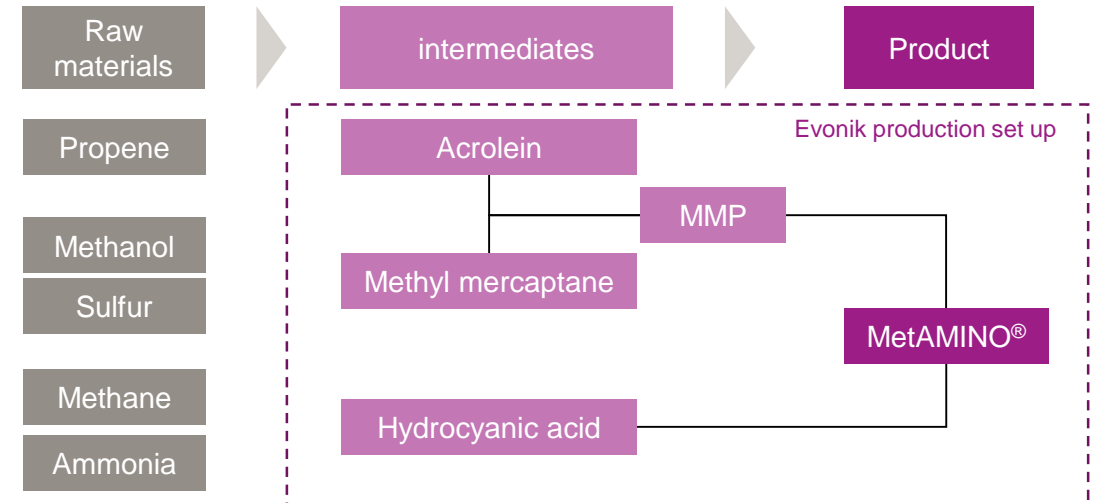 Raw
materials
intermediates
Product
Evonik production set up
Propene
Acrolein
MMP
Methanol
Methyl mercaptane
Sulfur
MetAMINO®
Methane
Hydrocyanic acid
Ammonia